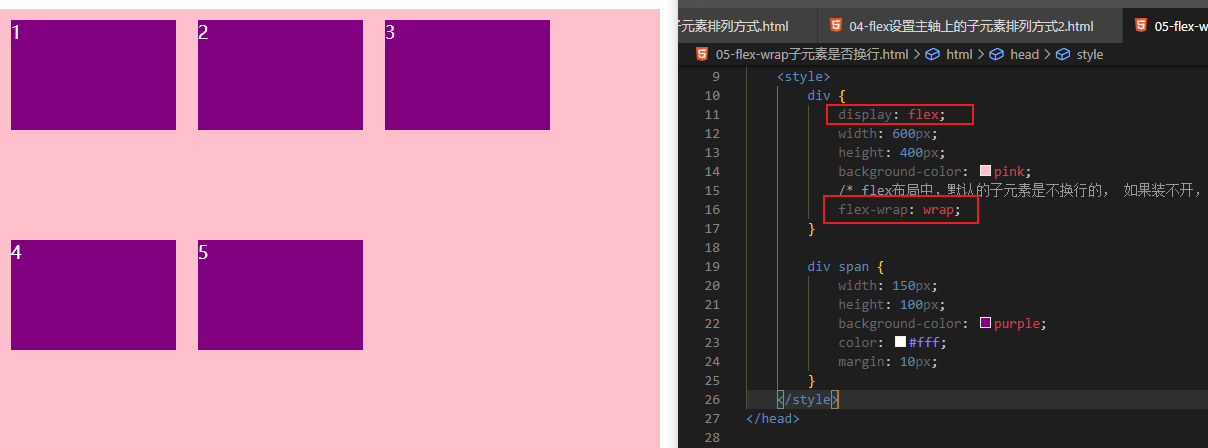 1
2
3
4
5
子元素排列方式.html
04-flex设置主轴上的子元素排列方式2.html
05-flex-w
05-flex-wrap子元素是否换行.html > html > head > style
9 <style>
10 div {
11 display: flex;
12 width: 600px;
13 height: 400px;
14 background-color: pink;
15 /* flex布局中，默认的子元素是不换行的， 如果装不开，
16 flex-wrap: wrap;
17 }
18
19 div span {
20 width: 150px;
21 height: 100px;
22 background-color: purple;
23 color: #fff;
24 margin: 10px;
25 }
26 </style>
27 </head>
28